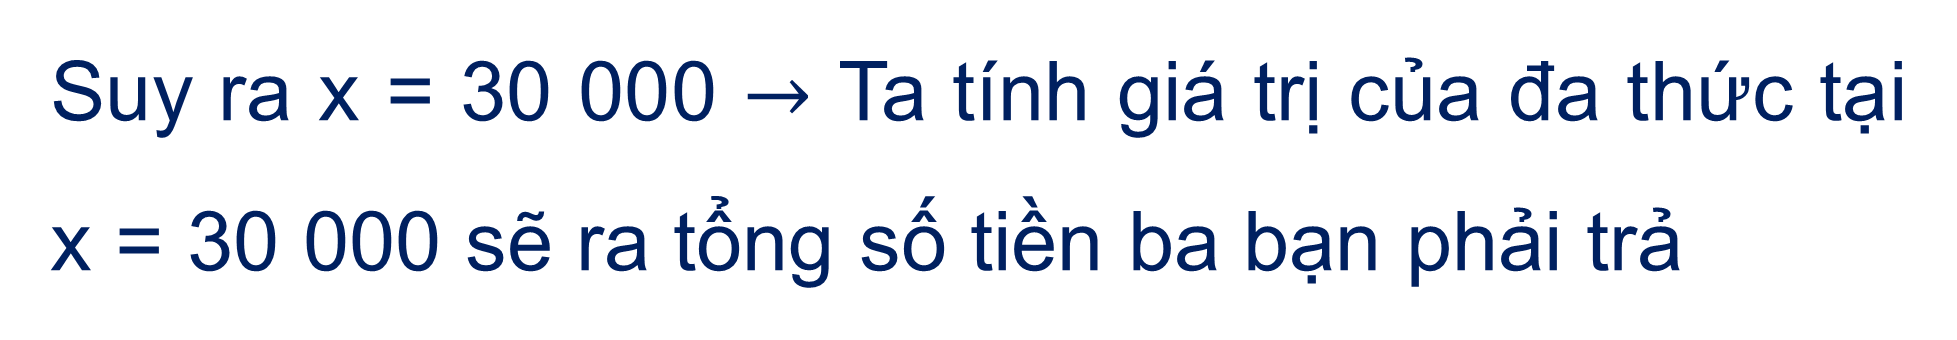 Suy ra x = 30 000 → Ta tính giá trị của đa thức tại
x = 30 000 sẽ ra tổng số tiền ba bạn phải trả